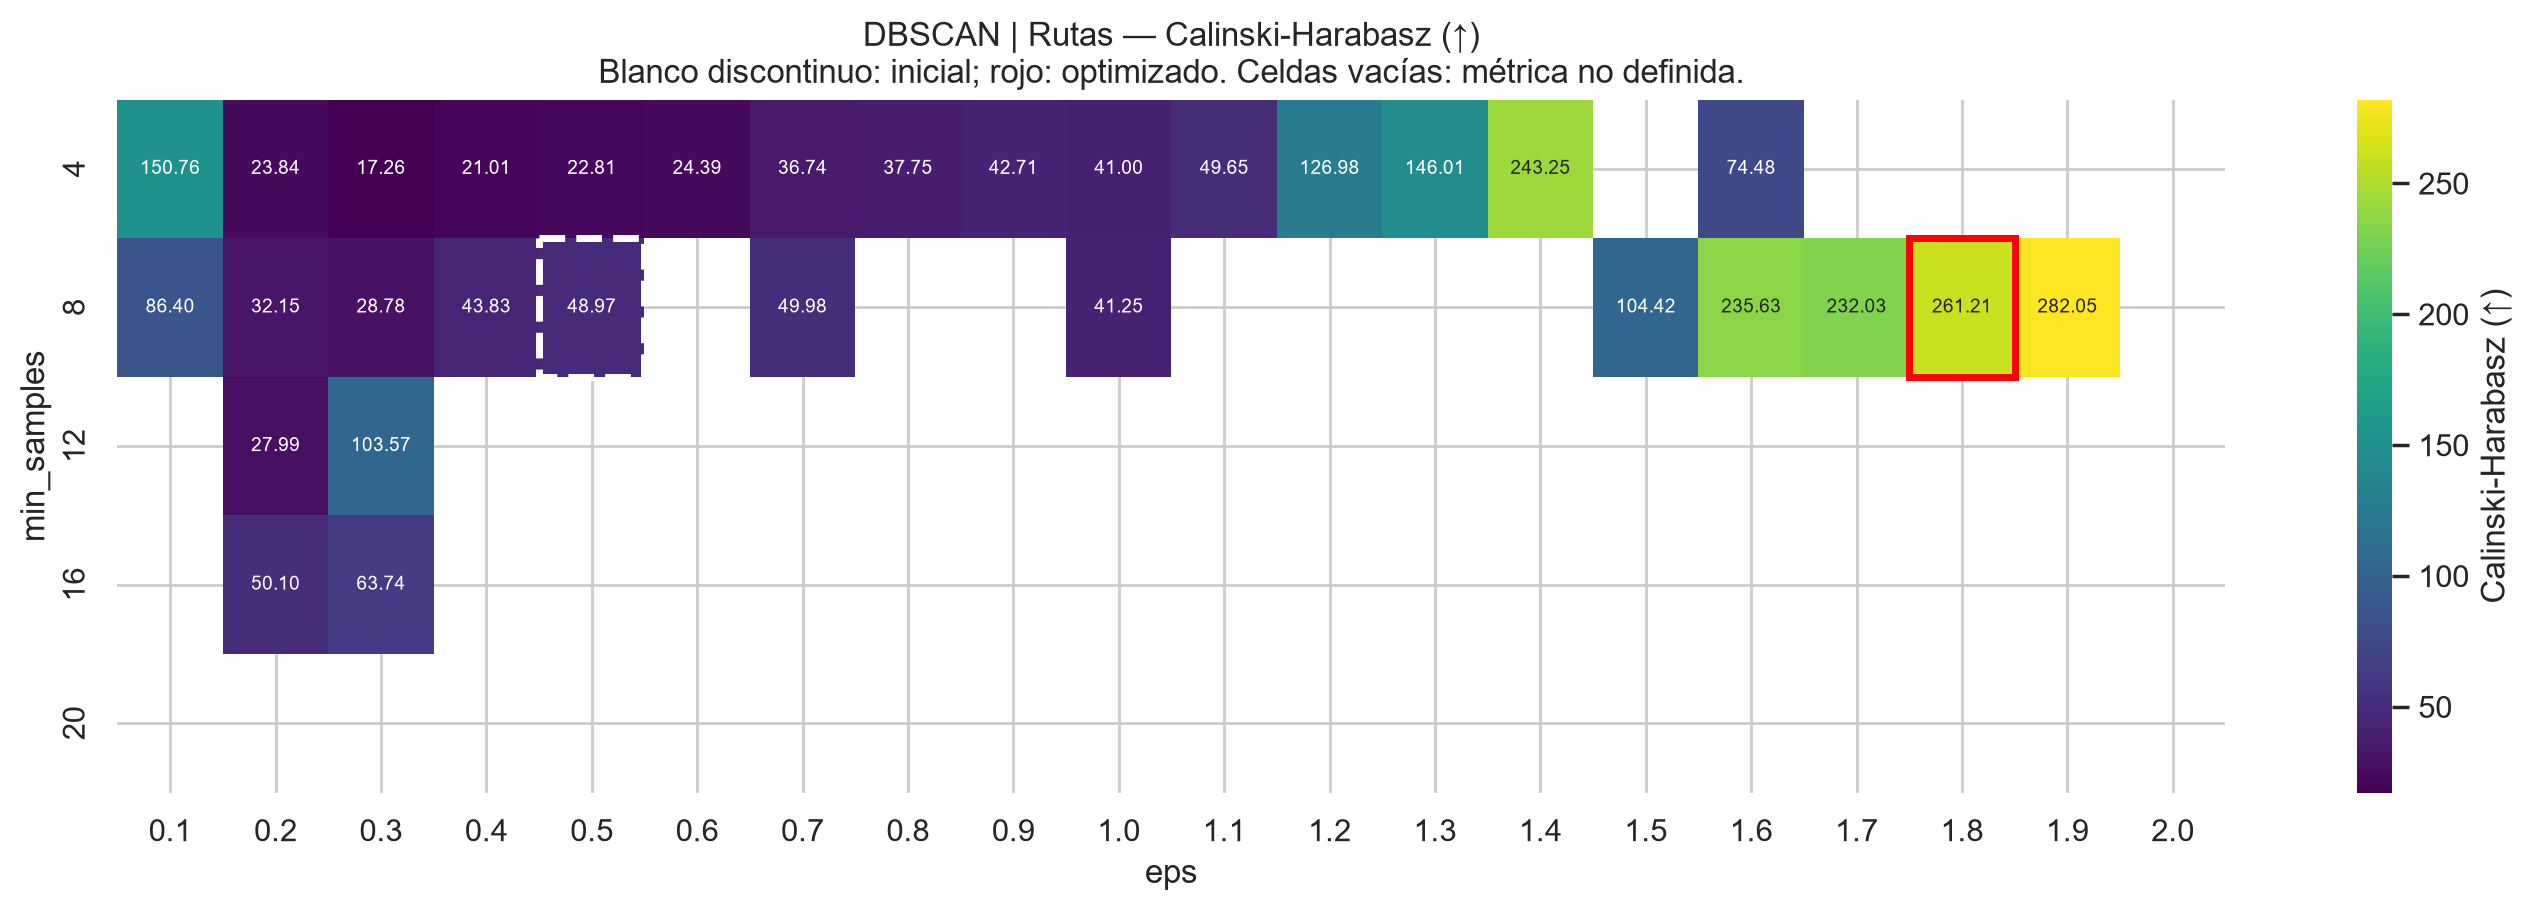 DBSCAN | Rutas — Calinski-Harabasz (↑)
Blanco discontinuo: inicial; rojo: optimizado. Celdas vacías: métrica no definida.
4 150.76 23.84 17.26 21.01 22.81 24.39 36.74 37.75 42.71 41.00 49.65 126.98 146.01 243.25 74.48
8 86.40 32.15 28.78 43.83 48.97 49.98 41.25 104.42 235.63 232.03 261.21 282.05
12 27.99 103.57
16 50.10 63.74
20
min_samples
0.1 0.2 0.3 0.4 0.5 0.6 0.7 0.8 0.9 1.0 1.1 1.2 1.3 1.4 1.5 1.6 1.7 1.8 1.9 2.0
eps
250
200
150
100
50
Calinski-Harabasz (↑)